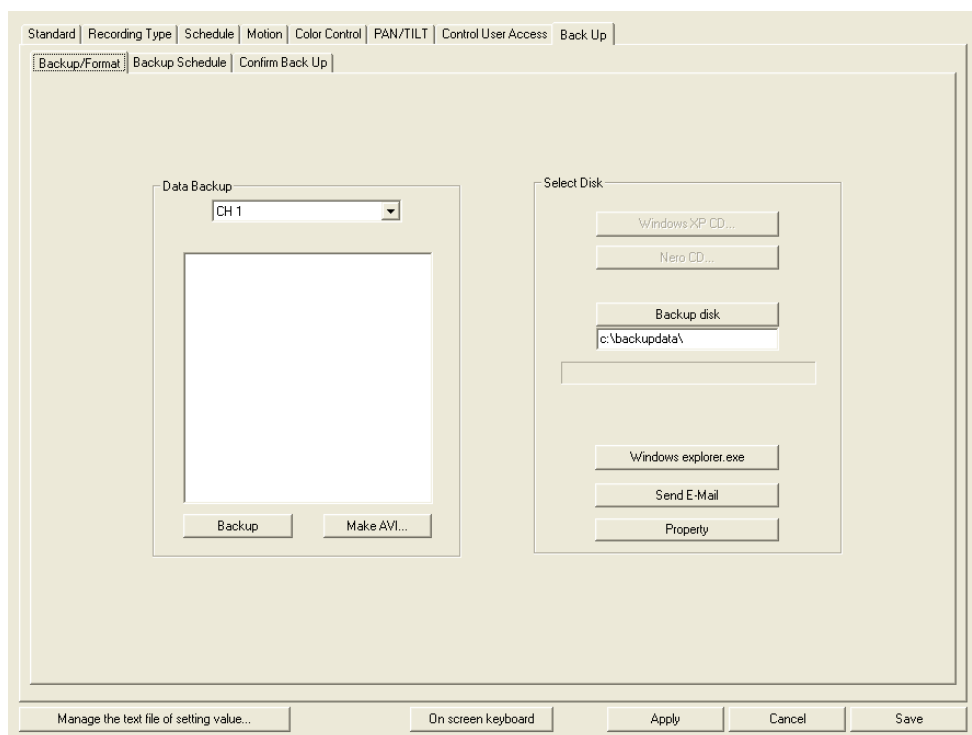 Standard Recording Type Schedule Motion Color Control PAN/TILT Control User Access Back Up
Backup/Format Backup Schedule Confirm Back Up
Data Backup
CH 1
Backup Make AVI...
Select Disk
Windows XP CD...
Nero CD...
Backup disk
c:\backupdata\
Windows explorer.exe
Send E-Mail
Property
Manage the text file of setting value... On screen keyboard Apply Cancel Save